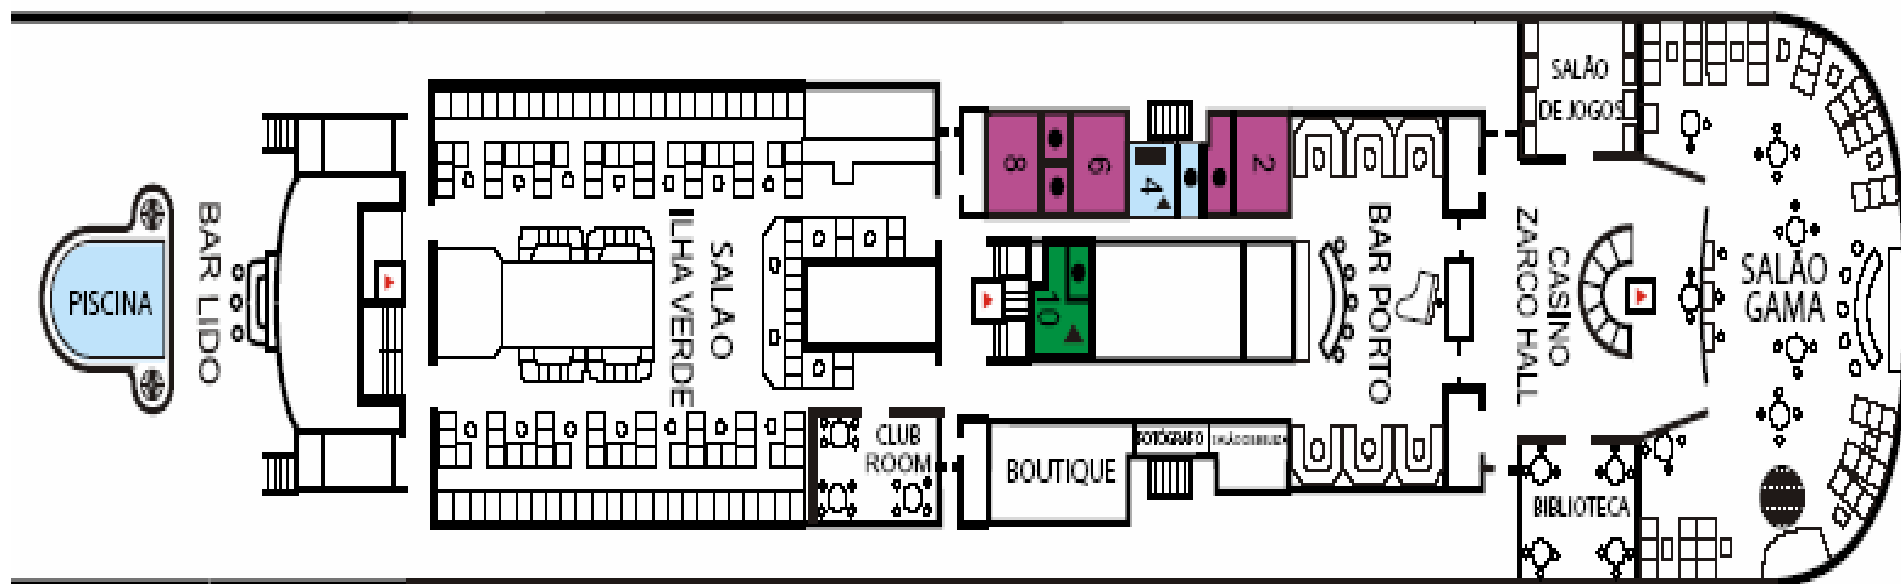 PISCINA
BAR LIDO
SALAO
ILHA VERDE
CLUB
ROOM
8
6
4
2
10
BOUTIQUE
FOTÓGRAFO
BAR PORTO
SALÃO
DE JOGOS
CASINO
ZARCO HALL
BIBLIOTECA
SALÃO
GAMA